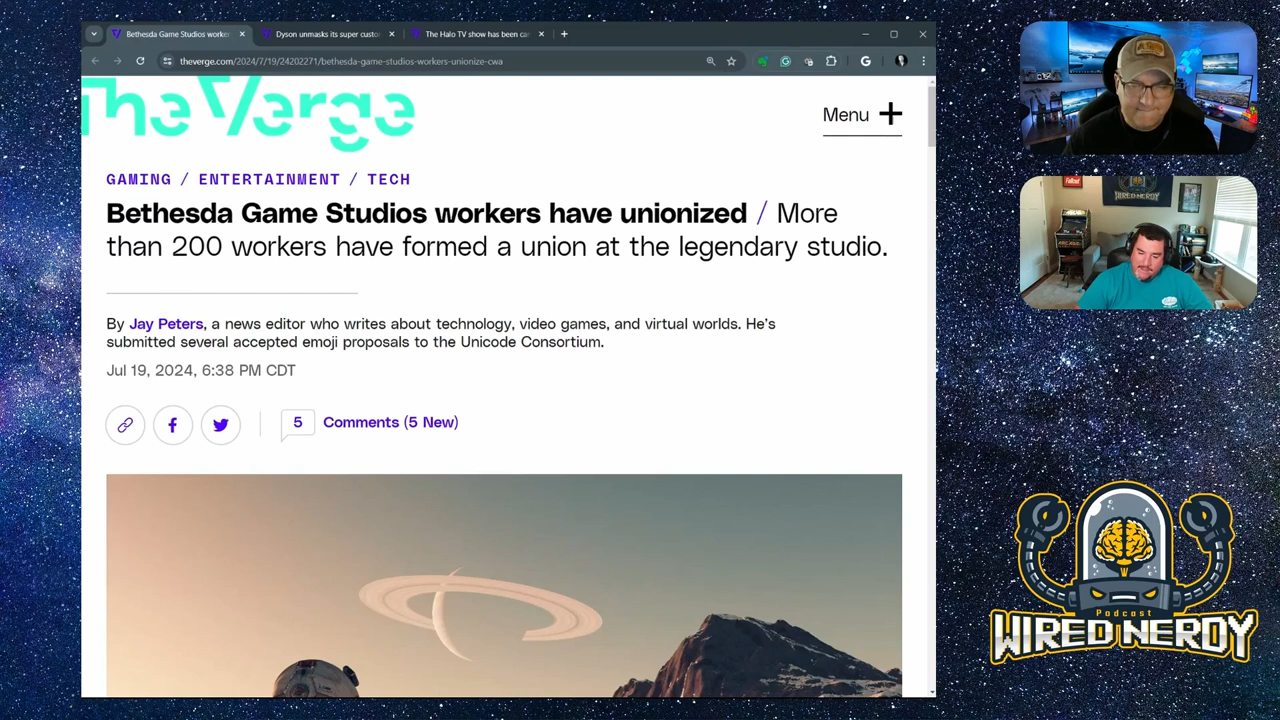 Bethesda Game Studios worker
Dyson unmasks its super custo
The Halo TV show has been ca
theverge.com/2024/7/19/24202271/bethesda-game-studios-workers-unionize-cwa
The Verge
Menu
GAMING / ENTERTAINMENT / TECH
Bethesda Game Studios workers have unionized / More
than 200 workers have formed a union at the legendary studio.
By Jay Peters, a news editor who writes about technology, video games, and virtual worlds. He's
submitted several accepted emoji proposals to the Unicode Consortium.
Jul 19, 2024, 6:38 PM CDT
5
Comments (5 New)
Fallout
WIRED NERDY
Podcast
WIRED NERDY